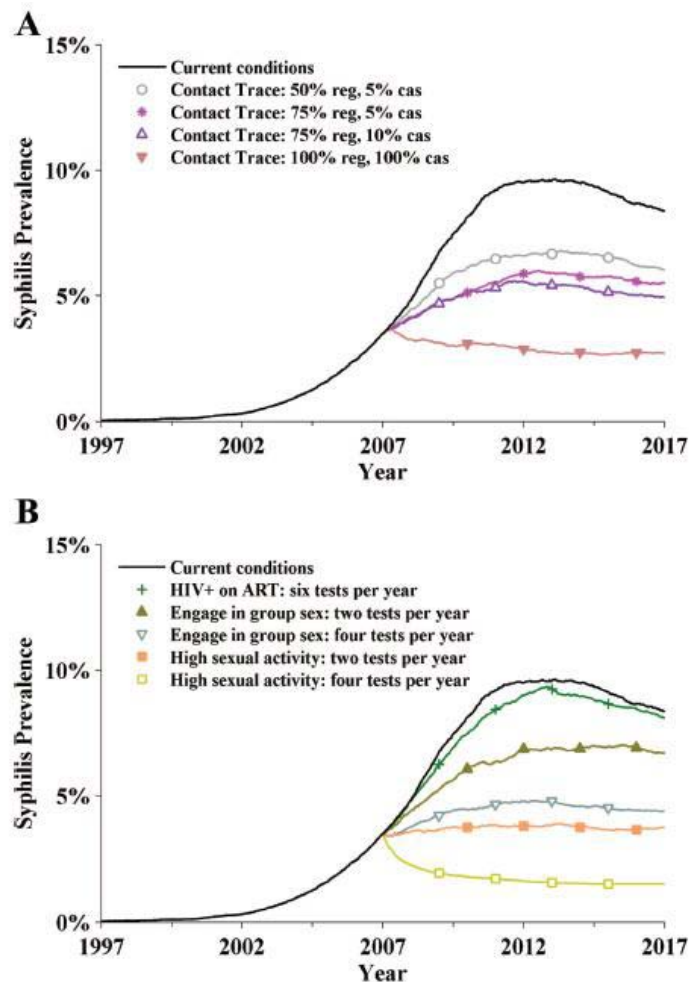 A
15%
Current conditions
Contact Trace: 50% reg, 5% cas
Contact Trace: 75% reg, 5% cas
Contact Trace: 75% reg, 10% cas
Contact Trace: 100% reg, 100% cas
10%
5%
0%
Syphilis Prevalence
1997 2002 2007 2012 2017
Year
B
15%
Current conditions
HIV+ on ART: six tests per year
Engage in group sex: two tests per year
Engage in group sex: four tests per year
High sexual activity: two tests per year
High sexual activity: four tests per year
10%
5%
0%
Syphilis Prevalence
1997 2002 2007 2012 2017
Year